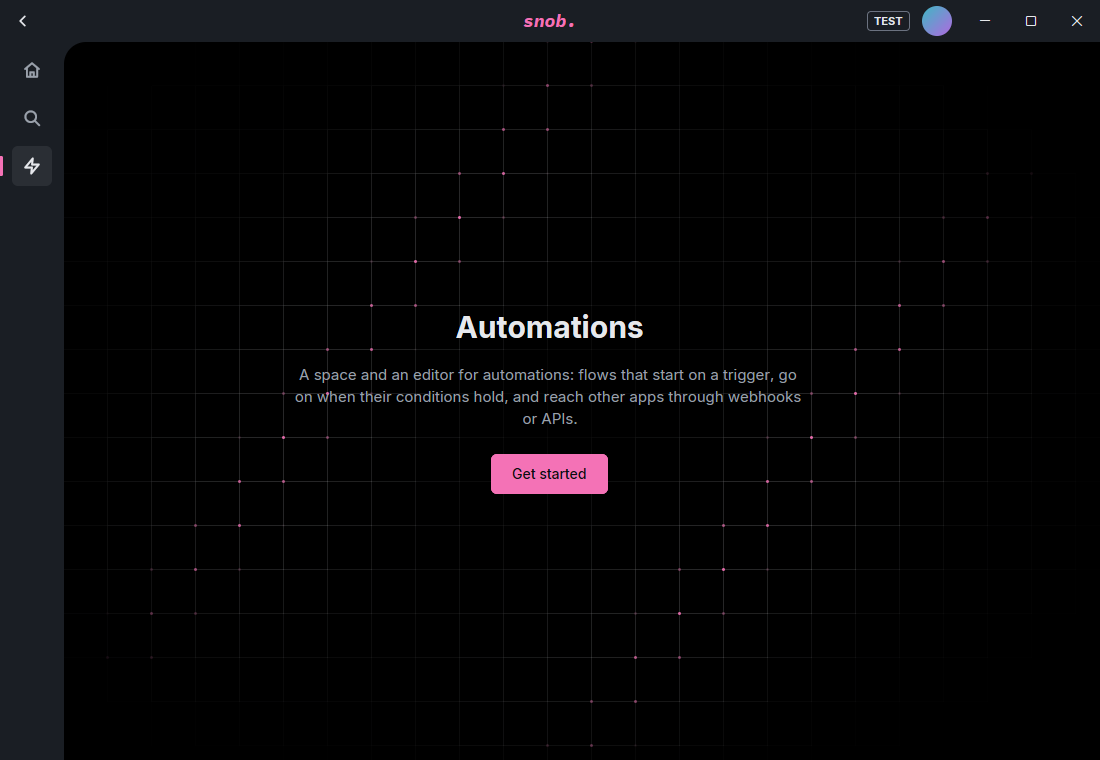 snob.
TEST
Automations
A space and an editor for automations: flows that start on a trigger, go
on when their conditions hold, and reach other apps through webhooks
or APIs.
Get started